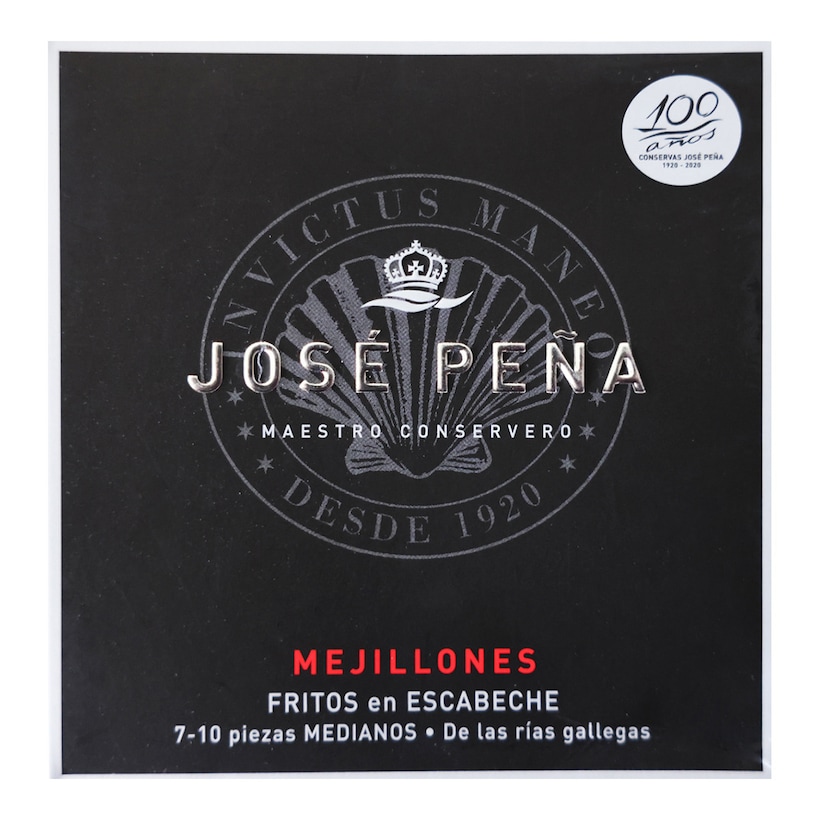 100
años
CONSERVAS JOSÉ PEÑA
1920 - 2020
INVICTUS MANEO
JOSÉ PEÑA
MAESTRO CONSERVERO
DESDE 1920
MEJILLONES
FRITOS en ESCABECHE
7-10 piezas MEDIANOS • De las rías gallegas